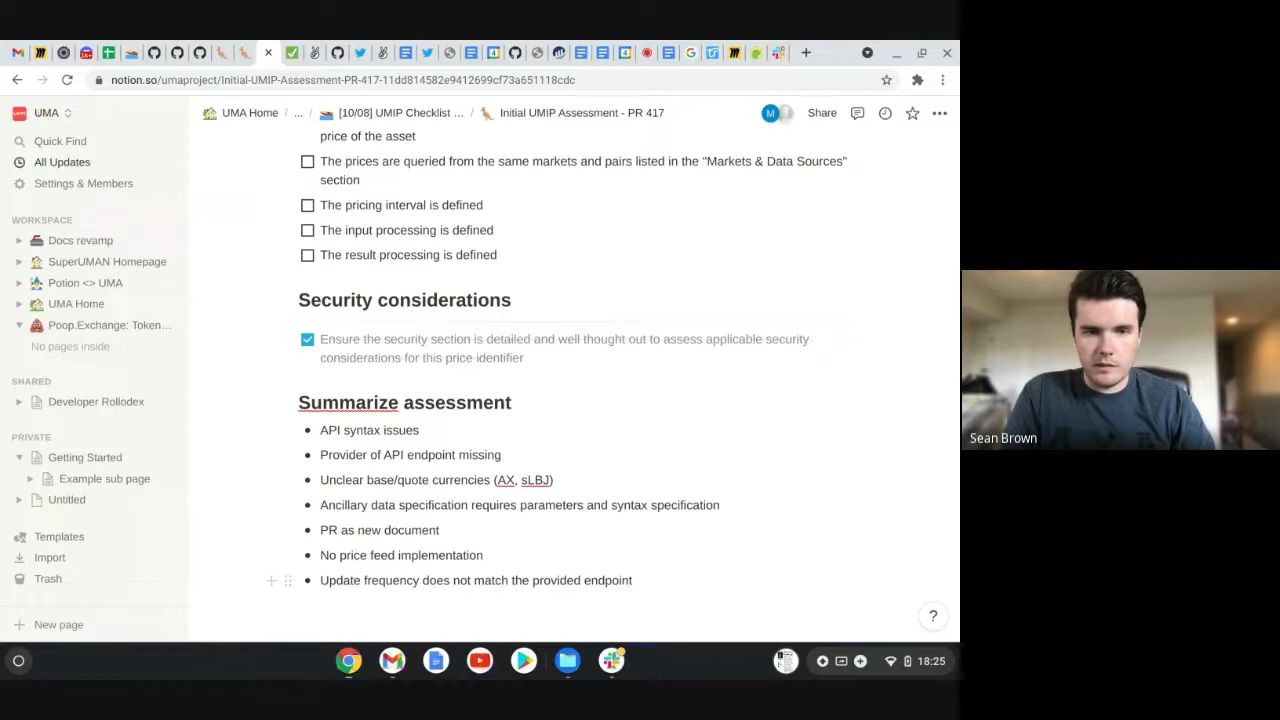 notion.so/umaproject/Initial-UMIP-Assessment-PR-417-11dd814582e9412699cf73a651118cdc
UMA
UMA Home / ... / [10/08] UMIP Checklist ... / Initial UMIP Assessment - PR 417
M
Share
Quick Find
All Updates
Settings & Members
WORKSPACE
Docs revamp
SuperUMAN Homepage
Potion <> UMA
UMA Home
Poop.Exchange: Token...
No pages inside
SHARED
Developer Rollodex
PRIVATE
Getting Started
Example sub page
Untitled
Templates
Import
Trash
New page
price of the asset
The prices are queried from the same markets and pairs listed in the "Markets & Data Sources"
section
The pricing interval is defined
The input processing is defined
The result processing is defined
Security considerations
Ensure the security section is detailed and well thought out to assess applicable security
considerations for this price identifier
Summarize assessment
API syntax issues
Provider of API endpoint missing
Unclear base/quote currencies (AX, sLBJ)
Ancillary data specification requires parameters and syntax specification
PR as new document
No price feed implementation
Update frequency does not match the provided endpoint
?
18:25
Sean Brown